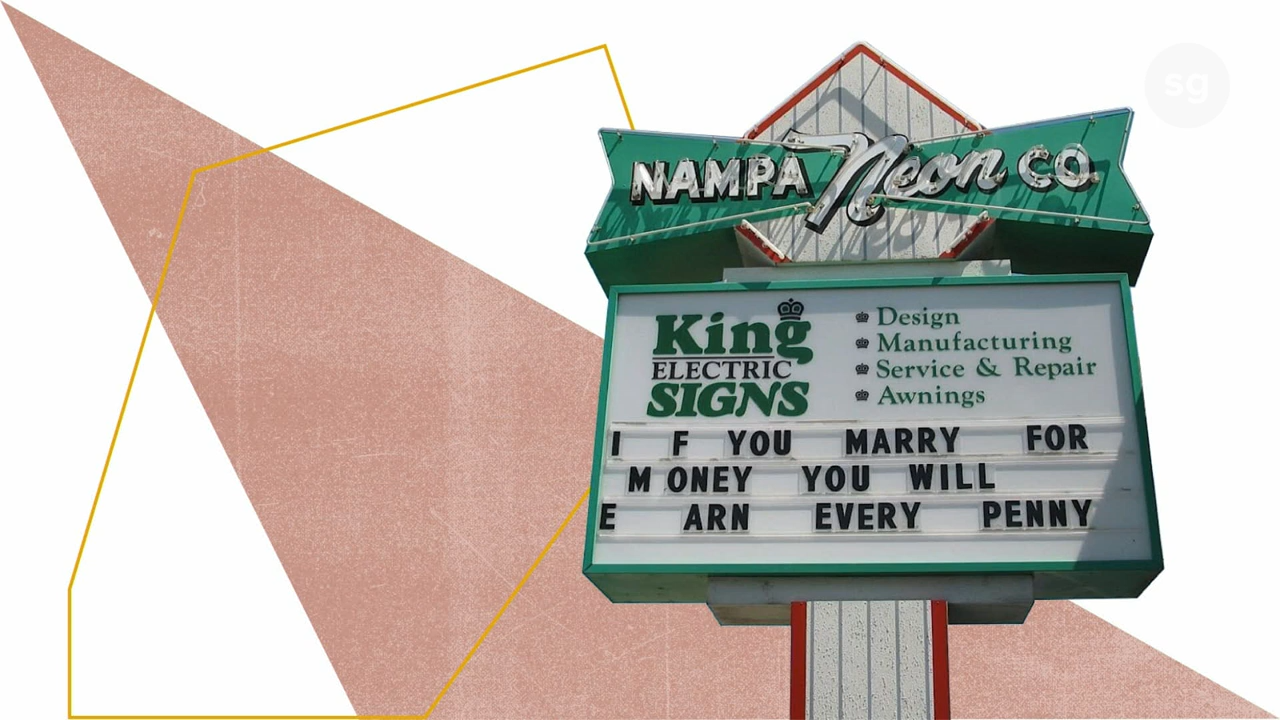 sg
NAMPA Neon CO.
King
ELECTRIC
SIGNS
Design
Manufacturing
Service & Repair
Awnings
I F YOU MARRY FOR
M ONEY YOU WILL
E ARN EVERY PENNY